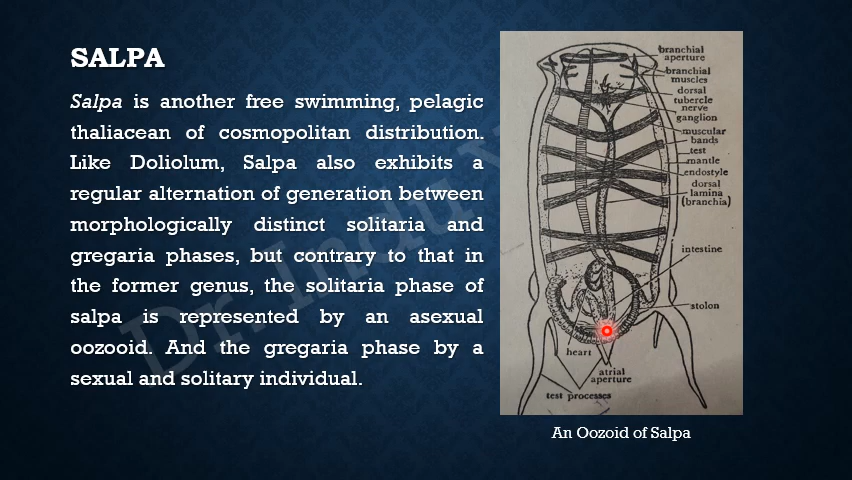 SALPA
Salpa is another free swimming, pelagic
thaliacean of cosmopolitan distribution.
Like Doliolum, Salpa also exhibits a
regular alternation of generation between
morphologically distinct solitaria and
gregaria phases, but contrary to that in
the former genus, the solitaria phase of
salpa is represented by an asexual
oozooid. And the gregaria phase by a
sexual and solitary individual.
branchial
aperture
branchial
muscles
dorsal
tubercle
nerve
ganglion
muscular
bands
test
mantle
endostyle
dorsal
lamina
(branchia)
intestine
stolon
heart
atrial
aperture
test processes
An Oozoid of Salpa
Dr. Indu